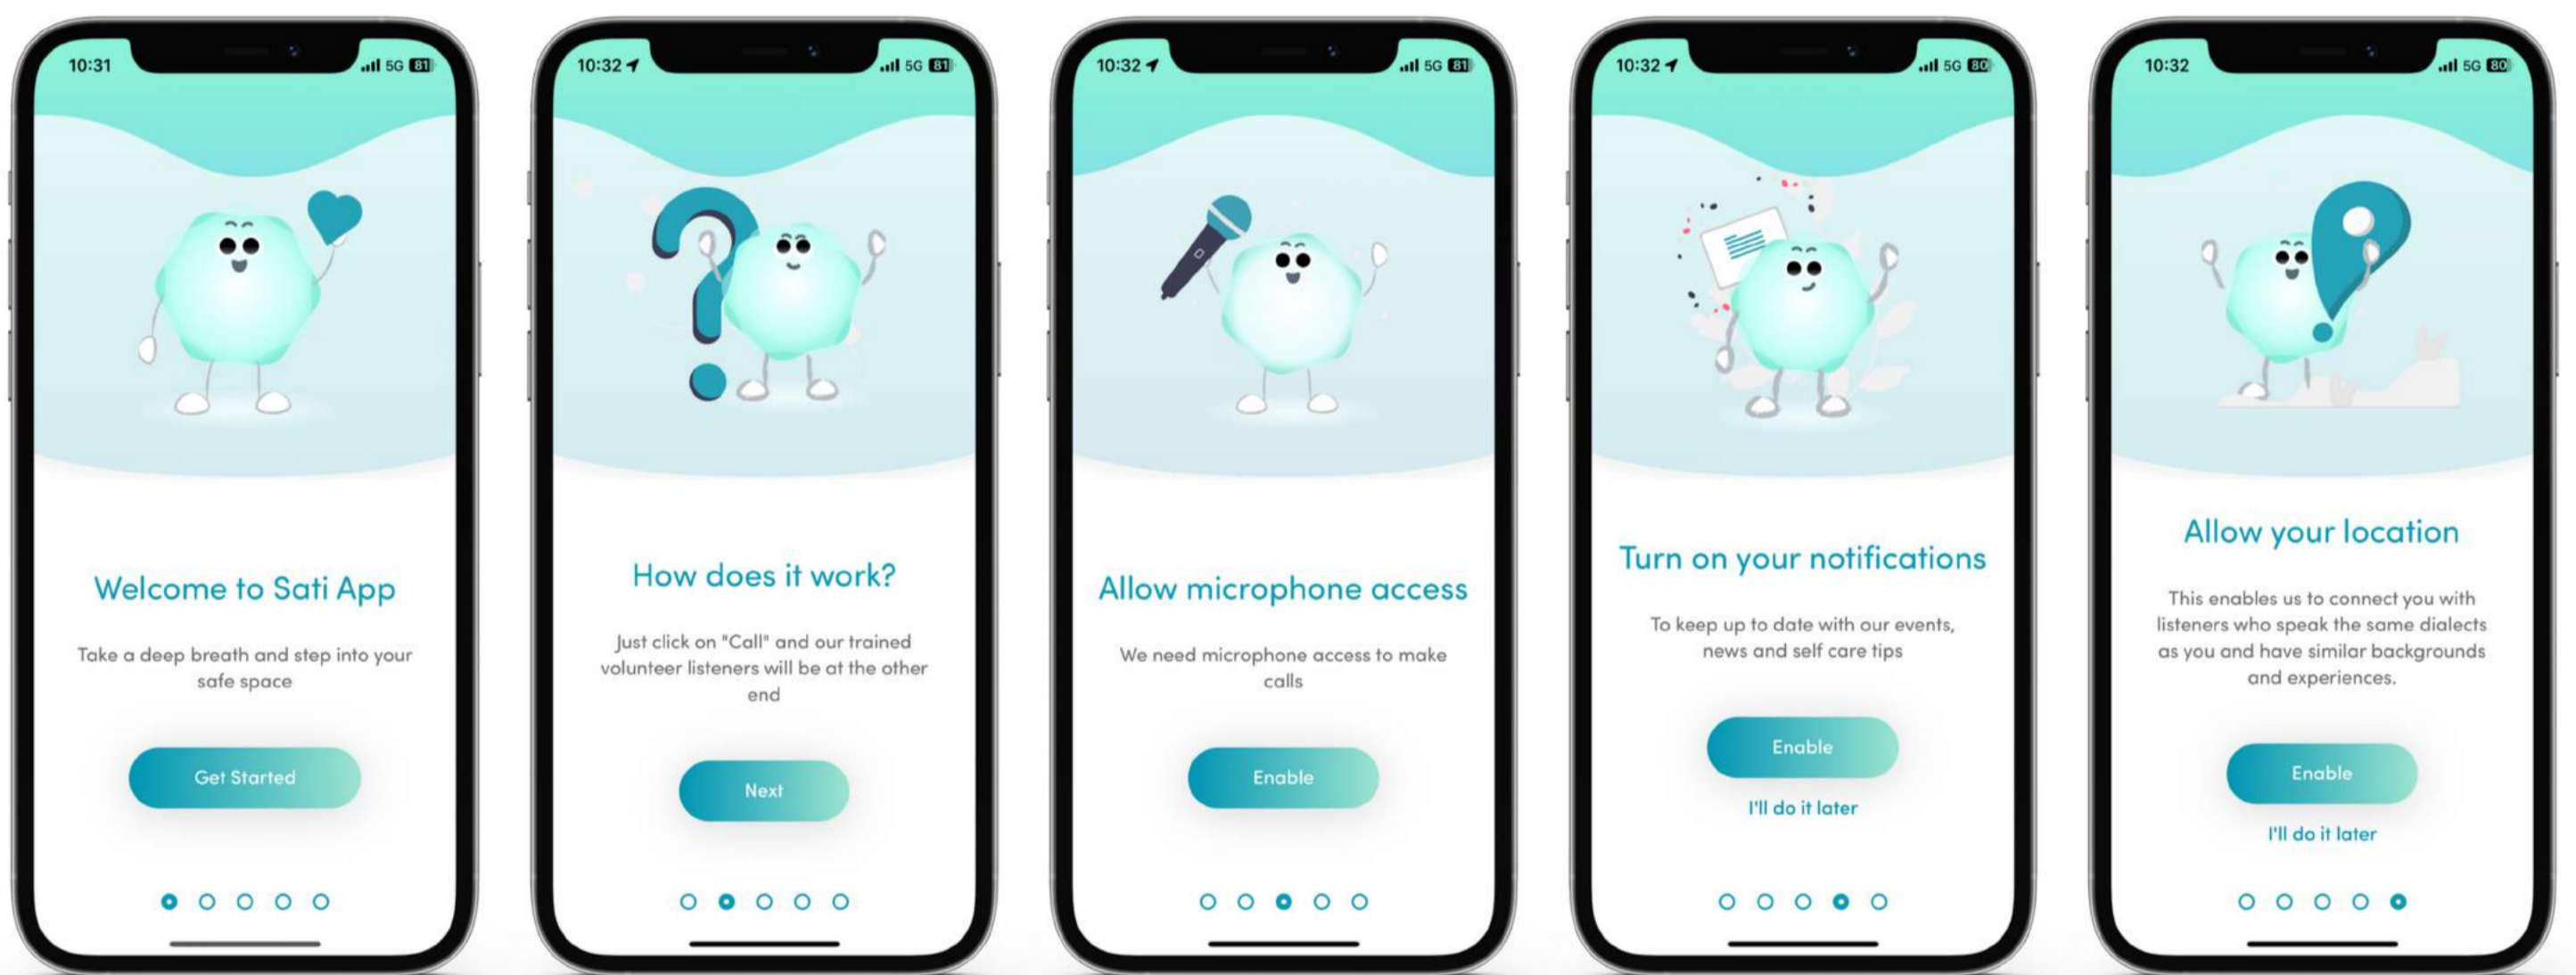 10:31
5G 81
Welcome to Sati App
Take a deep breath and step into your
safe space
Get Started
10:32
5G 81
How does it work?
Just click on "Call" and our trained
volunteer listeners will be at the other
end
Next
10:32
5G 81
Allow microphone access
We need microphone access to make
calls
Enable
10:32
5G 80
Turn on your notifications
To keep up to date with our events,
news and self care tips
Enable
I'll do it later
10:32
5G 80
Allow your location
This enables us to connect you with
listeners who speak the same dialects
as you and have similar backgrounds
and experiences.
Enable
I'll do it later